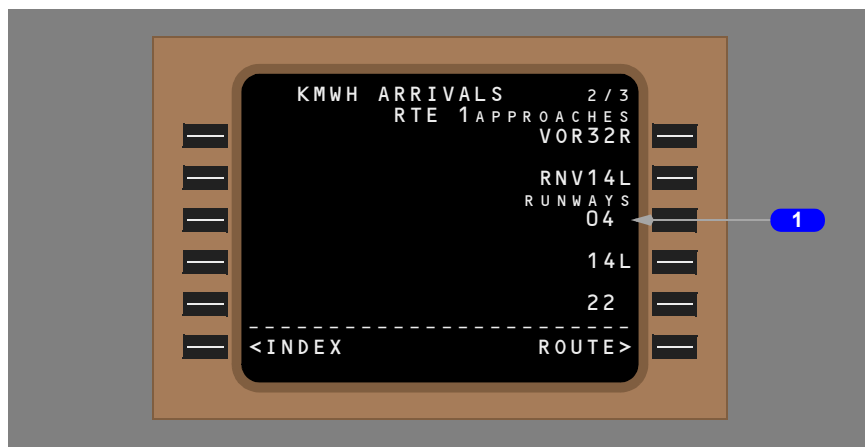 KMWH ARRIVALS 2/3
RTE 1 APPROACHES
VOR32R
RNV14L
RUNWAYS
04
1
14L
22
--------------------------
<INDEX ROUTE>